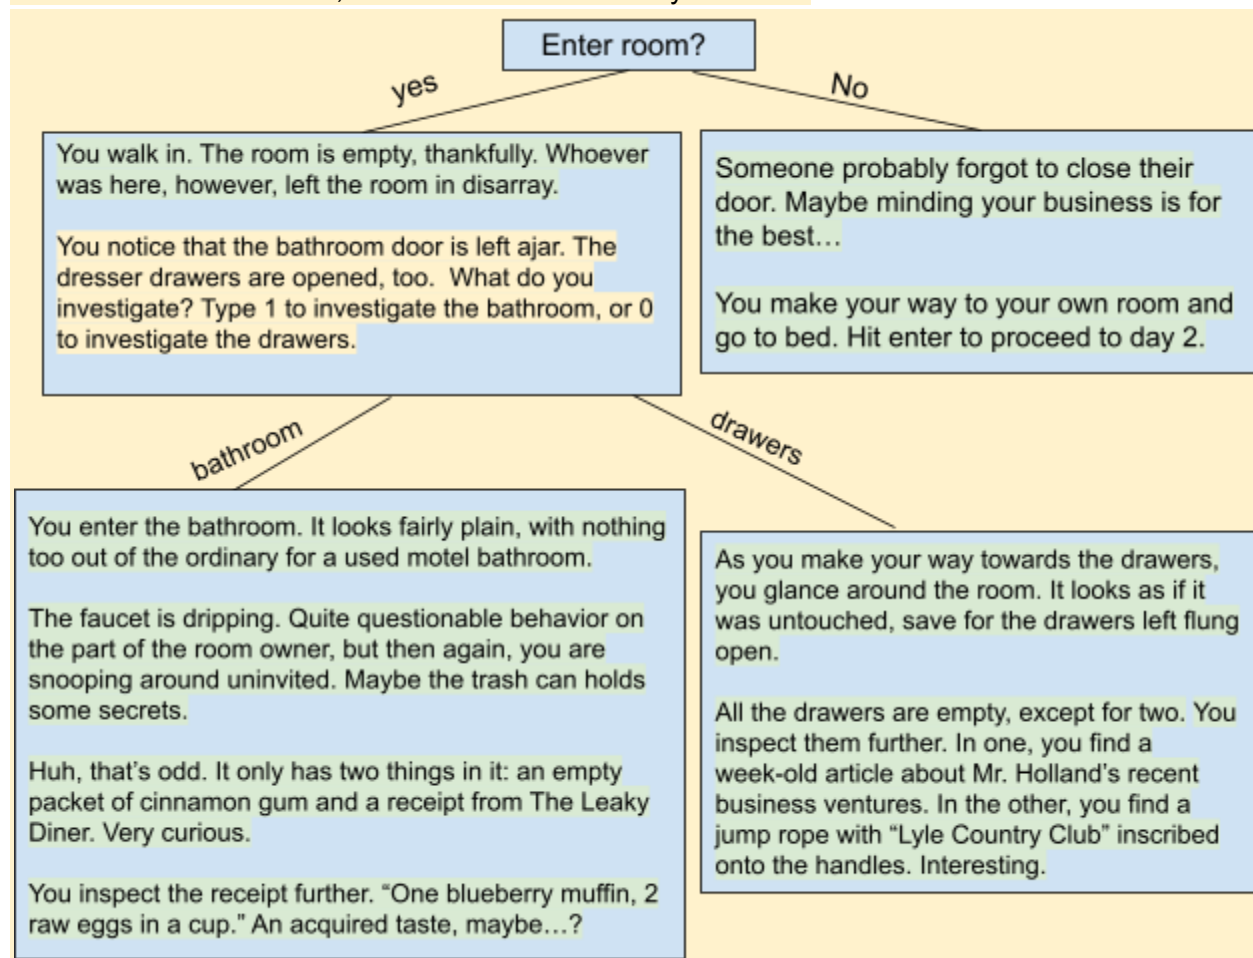 Enter room?
yes
No
You walk in. The room is empty, thankfully. Whoever
was here, however, left the room in disarray.
You notice that the bathroom door is left ajar. The
dresser drawers are opened, too.  What do you
investigate? Type 1 to investigate the bathroom, or 0
to investigate the drawers.
Someone probably forgot to close their
door. Maybe minding your business is for
the best…
You make your way to your own room and
go to bed. Hit enter to proceed to day 2.
bathroom
drawers
You enter the bathroom. It looks fairly plain, with nothing
too out of the ordinary for a used motel bathroom.
The faucet is dripping. Quite questionable behavior on
the part of the room owner, but then again, you are
snooping around uninvited. Maybe the trash can holds
some secrets.
Huh, that’s odd. It only has two things in it: an empty
packet of cinnamon gum and a receipt from The Leaky
Diner. Very curious.
You inspect the receipt further. “One blueberry muffin, 2
raw eggs in a cup.” An acquired taste, maybe…?
As you make your way towards the drawers,
you glance around the room. It looks as if it
was untouched, save for the drawers left flung
open.
All the drawers are empty, except for two. You
inspect them further. In one, you find a
week-old article about Mr. Holland’s recent
business ventures. In the other, you find a
jump rope with “Lyle Country Club” inscribed
onto the handles. Interesting.